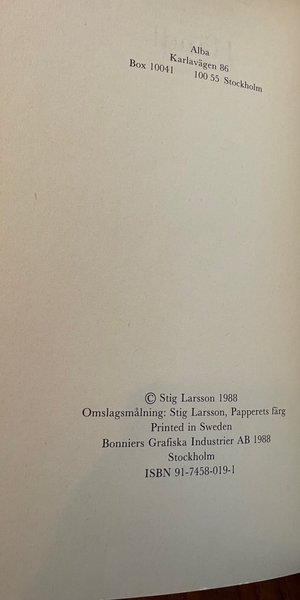 Alba
Karlavägen 86
Box 10041 100 55 Stockholm
© Stig Larsson 1988
Omslagsmålning: Stig Larsson, Papperets färg
Printed in Sweden
Bonniers Grafiska Industrier AB 1988
Stockholm
ISBN 91-7458-019-1